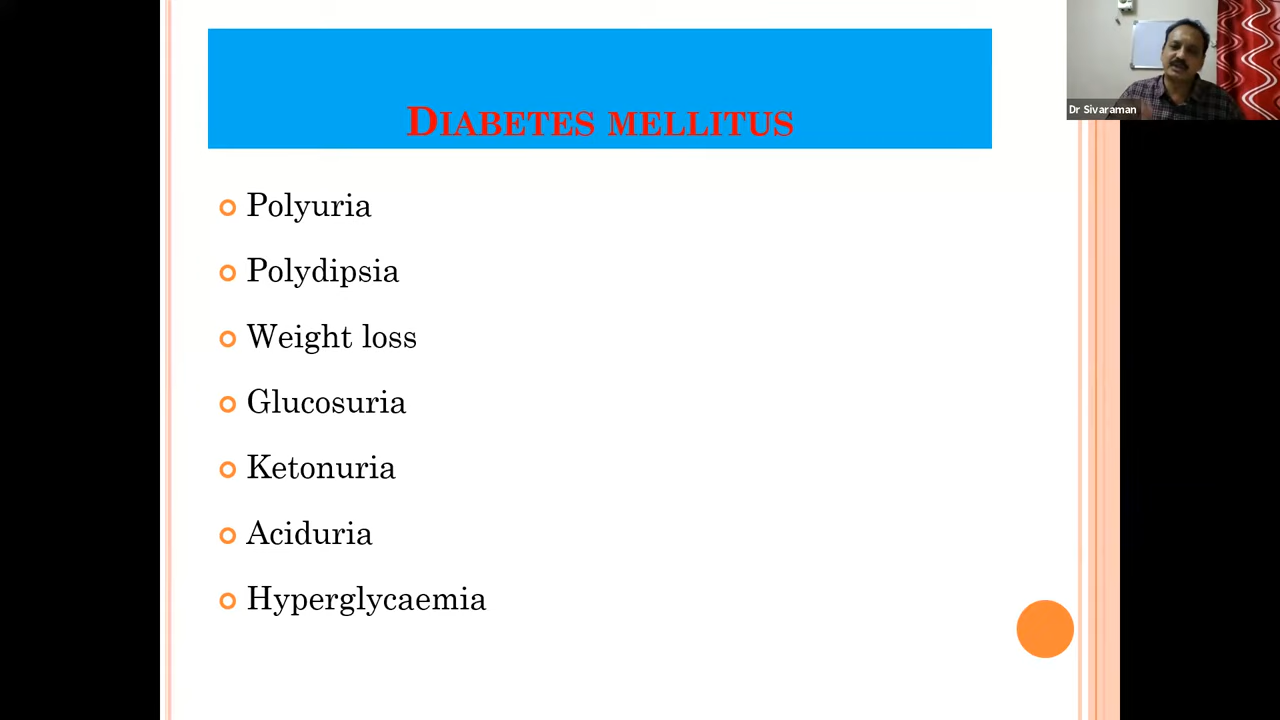 Diabetes mellitus
Polyuria
Polydipsia
Weight loss
Glucosuria
Ketonuria
Aciduria
Hyperglycaemia
Dr Sivaraman